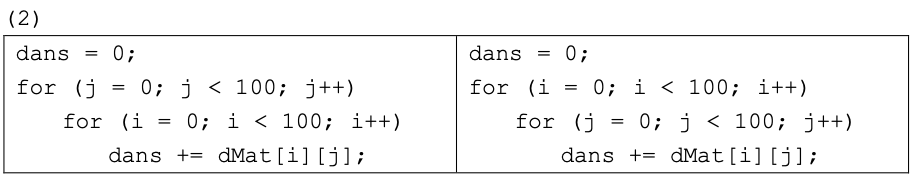 (2)
dans = 0;
for (j = 0; j < 100; j++)
for (i = 0; i < 100; i++)
dans += dMat[i][j];
dans = 0;
for (i = 0; i < 100; i++)
for (j = 0; j < 100; j++)
dans += dMat[i][j];